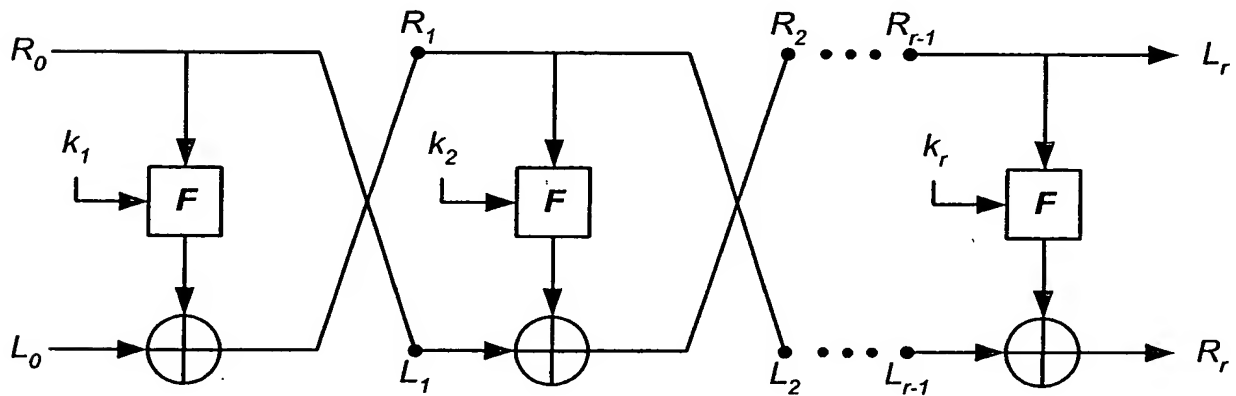 R₁ R₂ Rᵣ₋₁
R₀ Lᵣ
k₁ k₂ kᵣ
F F F
L₀ Rᵣ
L₁ L₂ Lᵣ₋₁